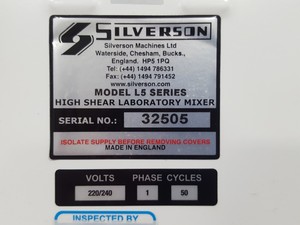 SILVERSON
Silverson Machines Ltd
Waterside, Chesham, Bucks.,
England. HP5 1PQ
Tel: (+44) 1494 786331
Fax: (+44) 1494 791452
www.silverson.com
MODEL L5 SERIES
HIGH SHEAR LABORATORY MIXER
SERIAL NO.: 32505
ISOLATE SUPPLY BEFORE REMOVING COVERS
MADE IN ENGLAND
VOLTS PHASE CYCLES
220/240 1 50
INSPECTED BY